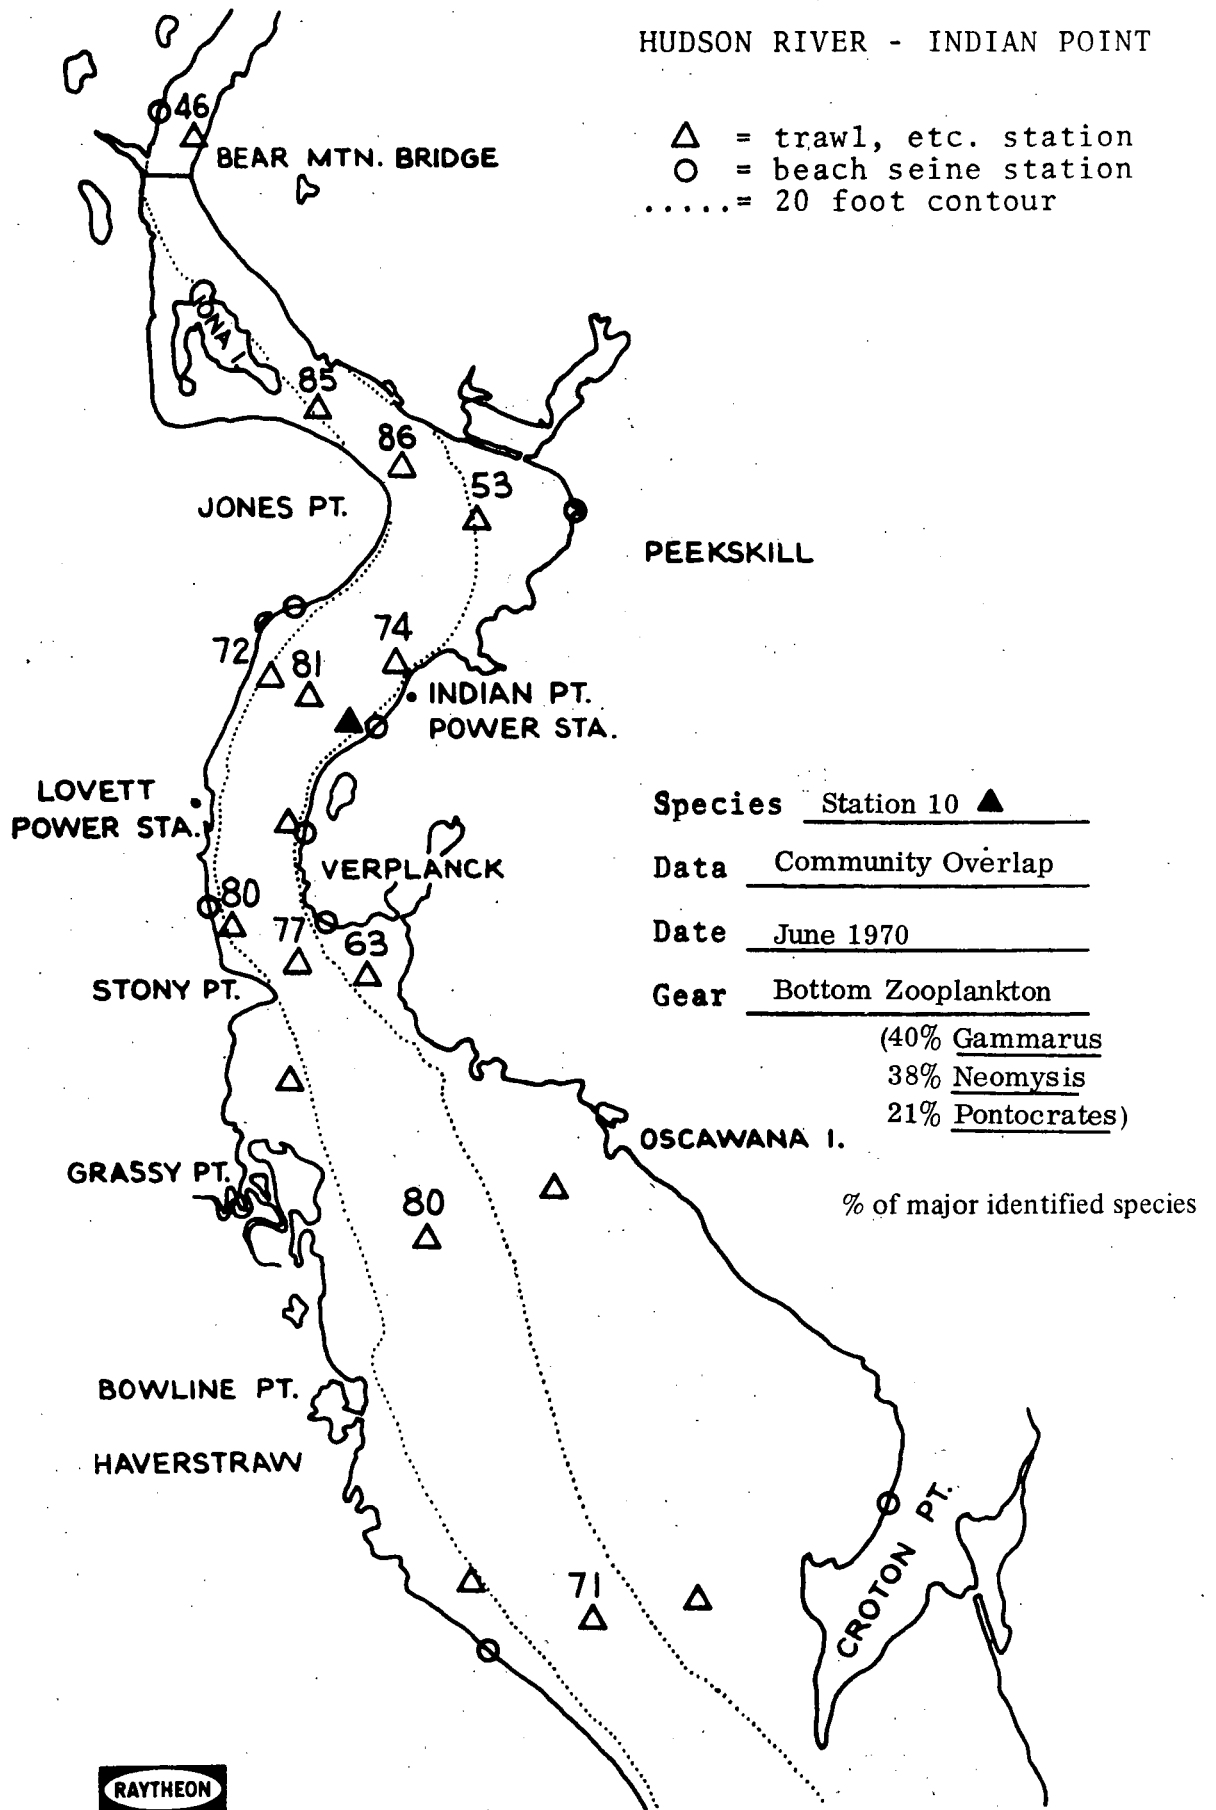 HUDSON RIVER - INDIAN POINT
△ = trawl, etc. station
○ = beach seine station
.....= 20 foot contour
46
BEAR MTN. BRIDGE
IONA I.
85
86
53
JONES PT.
PEEKSKILL
74
72
81
INDIAN PT.
POWER STA.
LOVETT
POWER STA.
VERPLANCK
80
77
63
STONY PT.
Species Station 10 ▲
Data Community Overlap
Date June 1970
Gear Bottom Zooplankton
(40% Gammarus
38% Neomysis
21% Pontocrates)
OSCAWANA I.
GRASSY PT.
% of major identified species
80
BOWLINE PT.
HAVERSTRAW
CROTON PT.
71
RAYTHEON